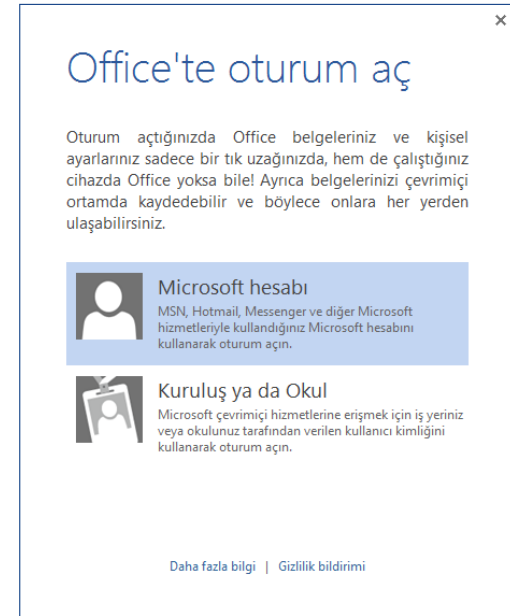 Office'te oturum aç
Oturum açtığınızda Office belgeleriniz ve kişisel
ayarlarınız sadece bir tık uzağınızda, hem de çalıştığınız
cihazda Office yoksa bile! Ayrıca belgelerinizi çevrimiçi
ortamda kaydedebilir ve böylece onlara her yerden
ulaşabilirsiniz.
Microsoft hesabı
MSN, Hotmail, Messenger ve diğer Microsoft
hizmetleriyle kullandığınız Microsoft hesabını
kullanarak oturum açın.
Kuruluş ya da Okul
Microsoft çevrimiçi hizmetlerine erişmek için iş yeriniz
veya okulunuz tarafından verilen kullanıcı kimliğini
kullanarak oturum açın.
Daha fazla bilgi | Gizlilik bildirimi